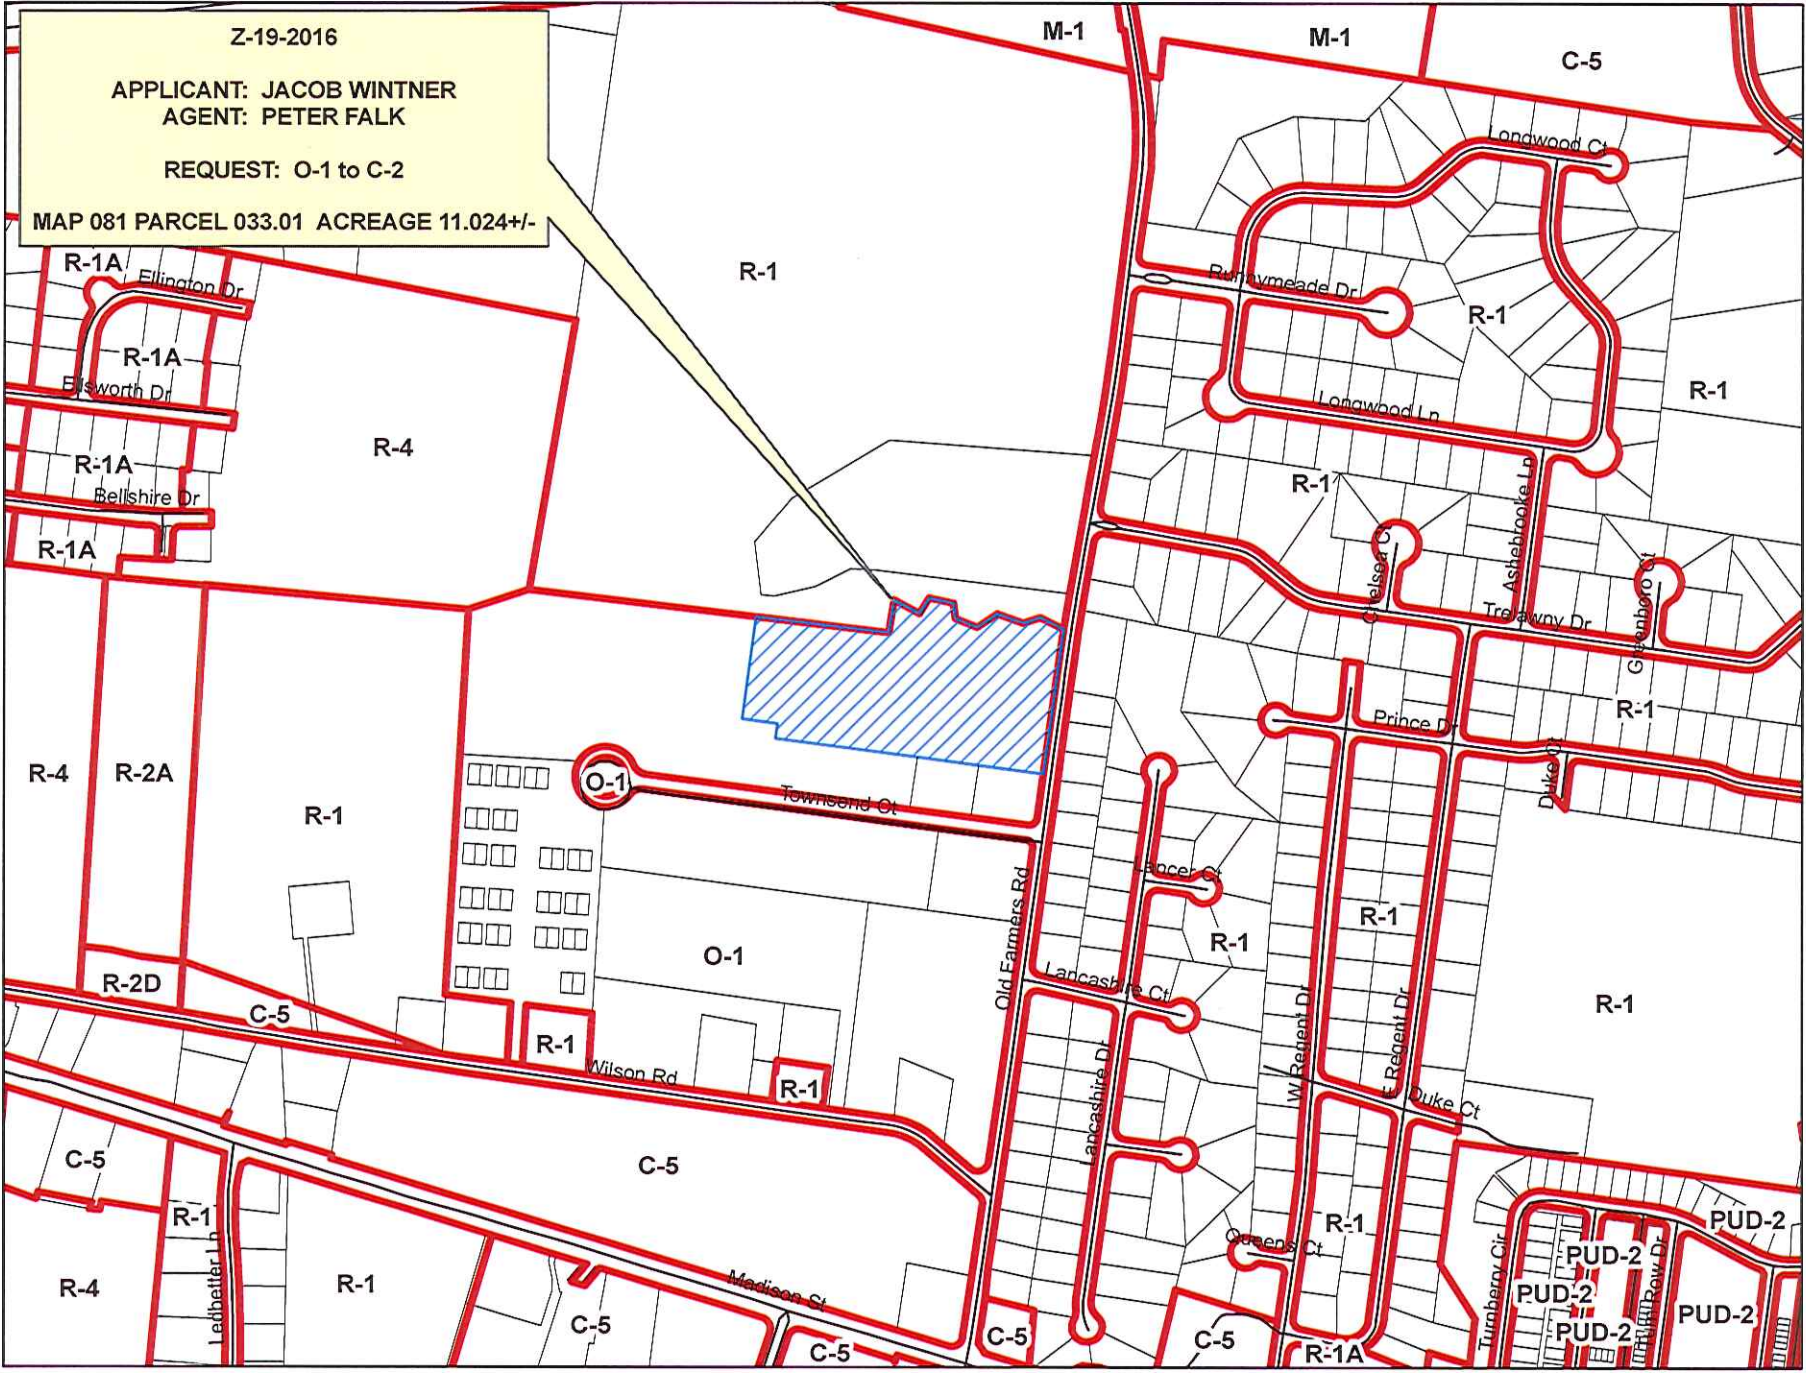 Z-19-2016
APPLICANT: JACOB WINTNER
AGENT: PETER FALK
REQUEST: O-1 to C-2
MAP 081 PARCEL 033.01 ACREAGE 11.024+/-
M-1
M-1
C-5
Longwood Ct
R-1A
Ellington Dr
R-1
Runnymeade Dr
R-1
R-1A
Ellsworth Dr
R-1
Longwood Ln
R-4
R-1A
Bellshire Dr
R-1
Ashebrooke Ln
R-1A
Chelsea Ct
Trelawny Dr
Greenboro Ct
R-1
Prince Dr
Duke Ct
R-4
R-2A
O-1
R-1
Townsend Ct
Lancer Ct
Old Farmers Rd
R-1
R-1
O-1
Lancashire Ct
R-2D
C-5
R-1
W Regent Dr
E Regent Dr
R-1
Wilson Rd
R-1
Lancashire Dr
Duke Ct
C-5
C-5
R-1
Ledbetter Ln
R-1
Queens Ct
PUD-2
PUD-2
Turnberry Cir
Row Dr
R-4
R-1
Madison St
PUD-2
PUD-2
PUD-2
C-5
C-5
C-5
C-5
R-1A